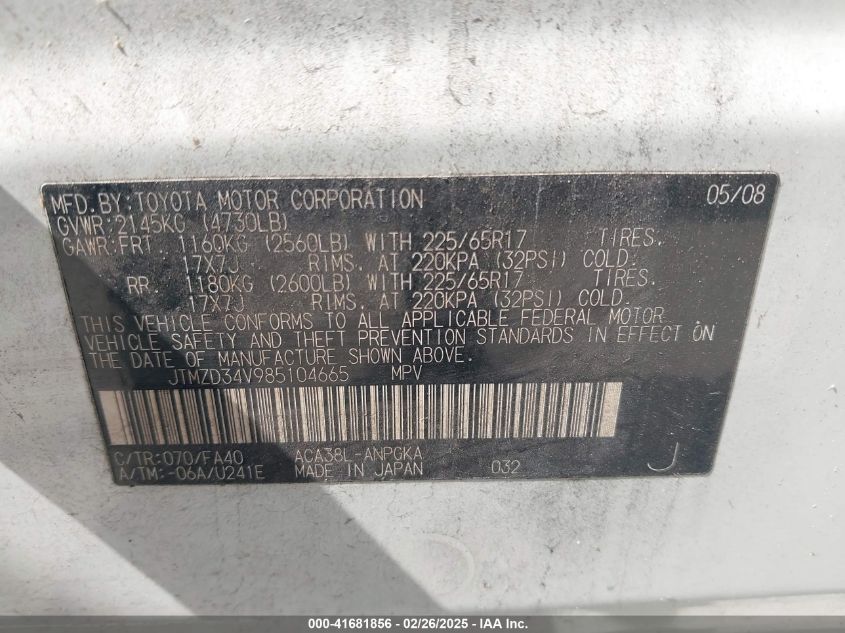 MFD.BY:TOYOTA MOTOR CORPORATION 05/08
GVWR:2145KG (4730LB)
GAWR:FRT 1160KG (2560LB) WITH 225/65R17 TIRES.
17X7J RIMS. AT 220KPA (32PSI) COLD.
RR 1180KG (2600LB) WITH 225/65R17 TIRES.
17X7J RIMS. AT 220KPA (32PSI) COLD.
THIS VEHICLE CONFORMS TO ALL APPLICABLE FEDERAL MOTOR
VEHICLE SAFETY AND THEFT PREVENTION STANDARDS IN EFFECT ON
THE DATE OF MANUFACTURE SHOWN ABOVE.
JTMZD34V985104665 MPV
C/TR:070/FA40 ACA38L-ANPGKA
A/TM:-06A/U241E MADE IN JAPAN 032 J
000-41681856 - 02/26/2025 - IAA Inc.